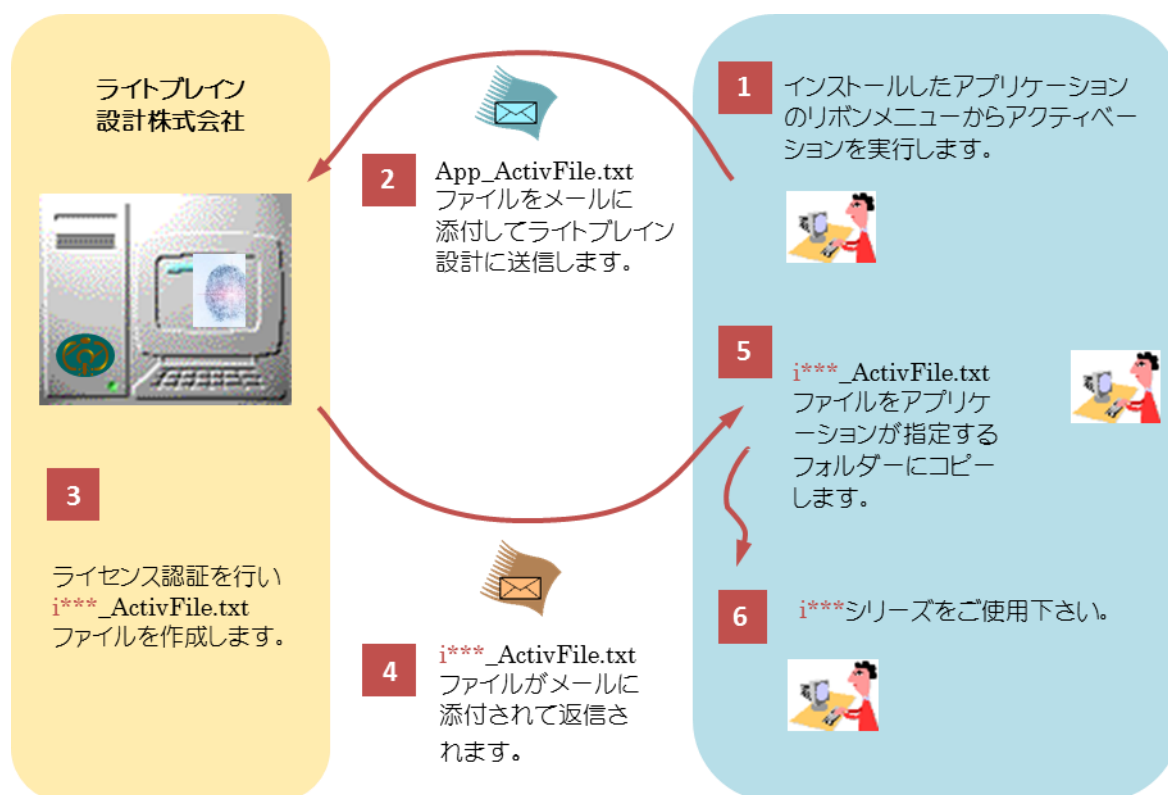 ライトブレイン
設計株式会社
1
インストールしたアプリケーション
のリボンメニューからアクティベー
ションを実行します。
2
App_ActivFile.txt
ファイルをメールに
添付してライトブレイン
設計に送信します。
3
ライセンス認証を行い
i***_ActivFile.txt
ファイルを作成します。
4
i***_ActivFile.txt
ファイルがメールに
添付されて返信さ
れます。
5
i***_ActivFile.txt
ファイルをアプリケ
ーションが指定する
フォルダーにコピー
します。
6
i***シリーズをご使用下さい。